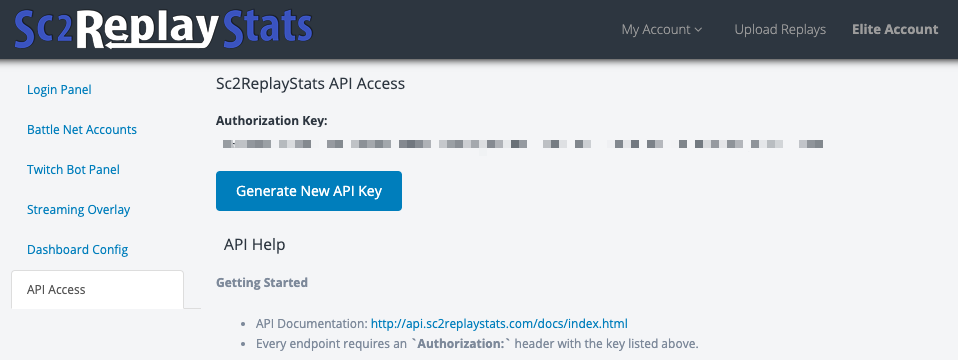 Sc2ReplayStats
My Account Upload Replays Elite Account
Login Panel
Battle Net Accounts
Twitch Bot Panel
Streaming Overlay
Dashboard Config
API Access
Sc2ReplayStats API Access
Authorization Key:
Generate New API Key
API Help
Getting Started
API Documentation: http://api.sc2replaystats.com/docs/index.html
Every endpoint requires an `Authorization:` header with the key listed above.